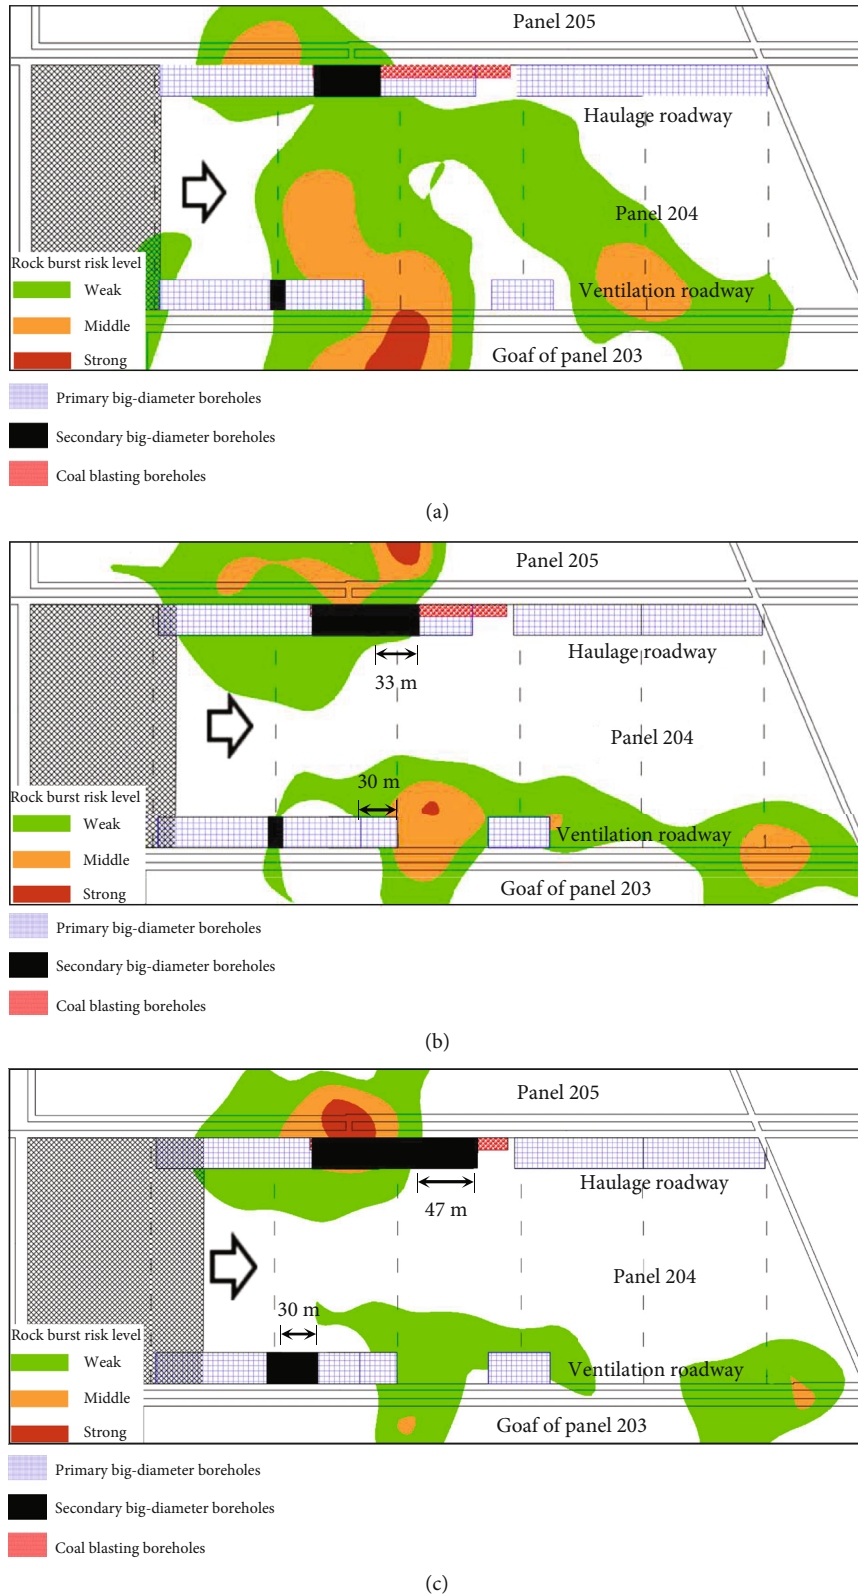 Panel 205
Haulage roadway
Panel 204
Rock burst risk level
Weak
Ventilation roadway
Middle
Goaf of panel 203
Strong
Primary big-diameter boreholes
Secondary big-diameter boreholes
Coal blasting boreholes
(a)
Panel 205
Haulage roadway
33 m
Panel 204
30 m
Rock burst risk level
Weak
Ventilation roadway
Middle
Goaf of panel 203
Strong
Primary big-diameter boreholes
Secondary big-diameter boreholes
Coal blasting boreholes
(b)
Panel 205
Haulage roadway
47 m
Panel 204
30 m
Rock burst risk level
Weak
Ventilation roadway
Middle
Goaf of panel 203
Strong
Primary big-diameter boreholes
Secondary big-diameter boreholes
Coal blasting boreholes
(c)